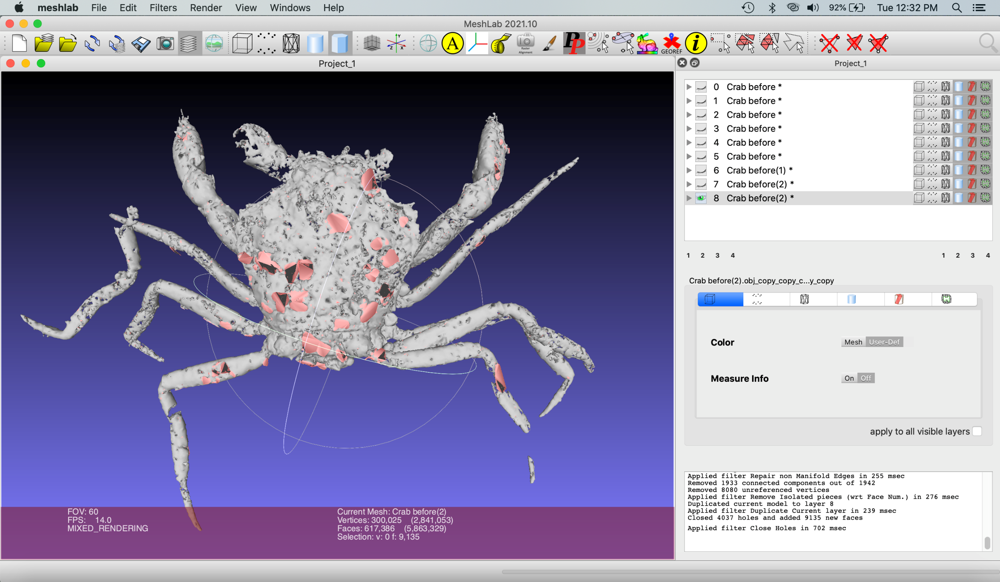 meshlab File Edit Filters Render View Windows Help 92% Tue 12:32 PM
MeshLab 2021.10
A Raster Alignment PP GEOREF i
Y
Z X
Project_1
Project_1
0 Crab before *
1 Crab before *
2 Crab before *
3 Crab before *
4 Crab before *
5 Crab before *
6 Crab before(1) *
7 Crab before(2) *
8 Crab before(2) *
1 2 3 4 1 2 3 4
Crab before(2).obj_copy_copy_c...y_copy
Color Mesh User-Def
Measure Info On Off
apply to all visible layers
Applied filter Repair non Manifold Edges in 255 msec
Removed 1933 connected components out of 1942
Removed 8080 unreferenced vertices
Applied filter Remove Isolated pieces (wrt Face Num.) in 276 msec
Duplicated current model to layer 8
Applied filter Duplicate Current layer in 239 msec
Closed 4037 holes and added 9135 new faces
Applied filter Close Holes in 702 msec
FOV: 60
FPS: 14.0
MIXED_RENDERING
Current Mesh: Crab before(2)
Vertices: 300,025 (2,841,053)
Faces: 617,386 (5,863,329)
Selection: v: 0 f: 9,135